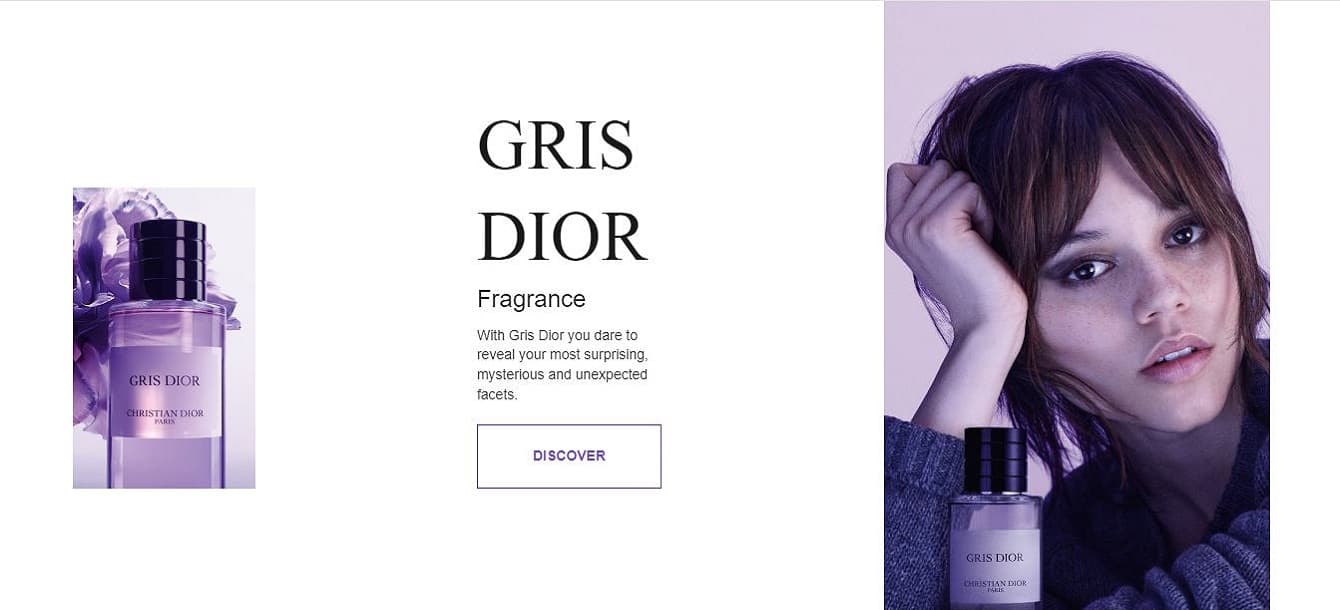 GRIS DIOR
CHRISTIAN DIOR
PARIS
GRIS
DIOR
Fragrance
With Gris Dior you dare to
reveal your most surprising,
mysterious and unexpected
facets.
DISCOVER
GRIS DIOR
CHRISTIAN DIOR
PARIS